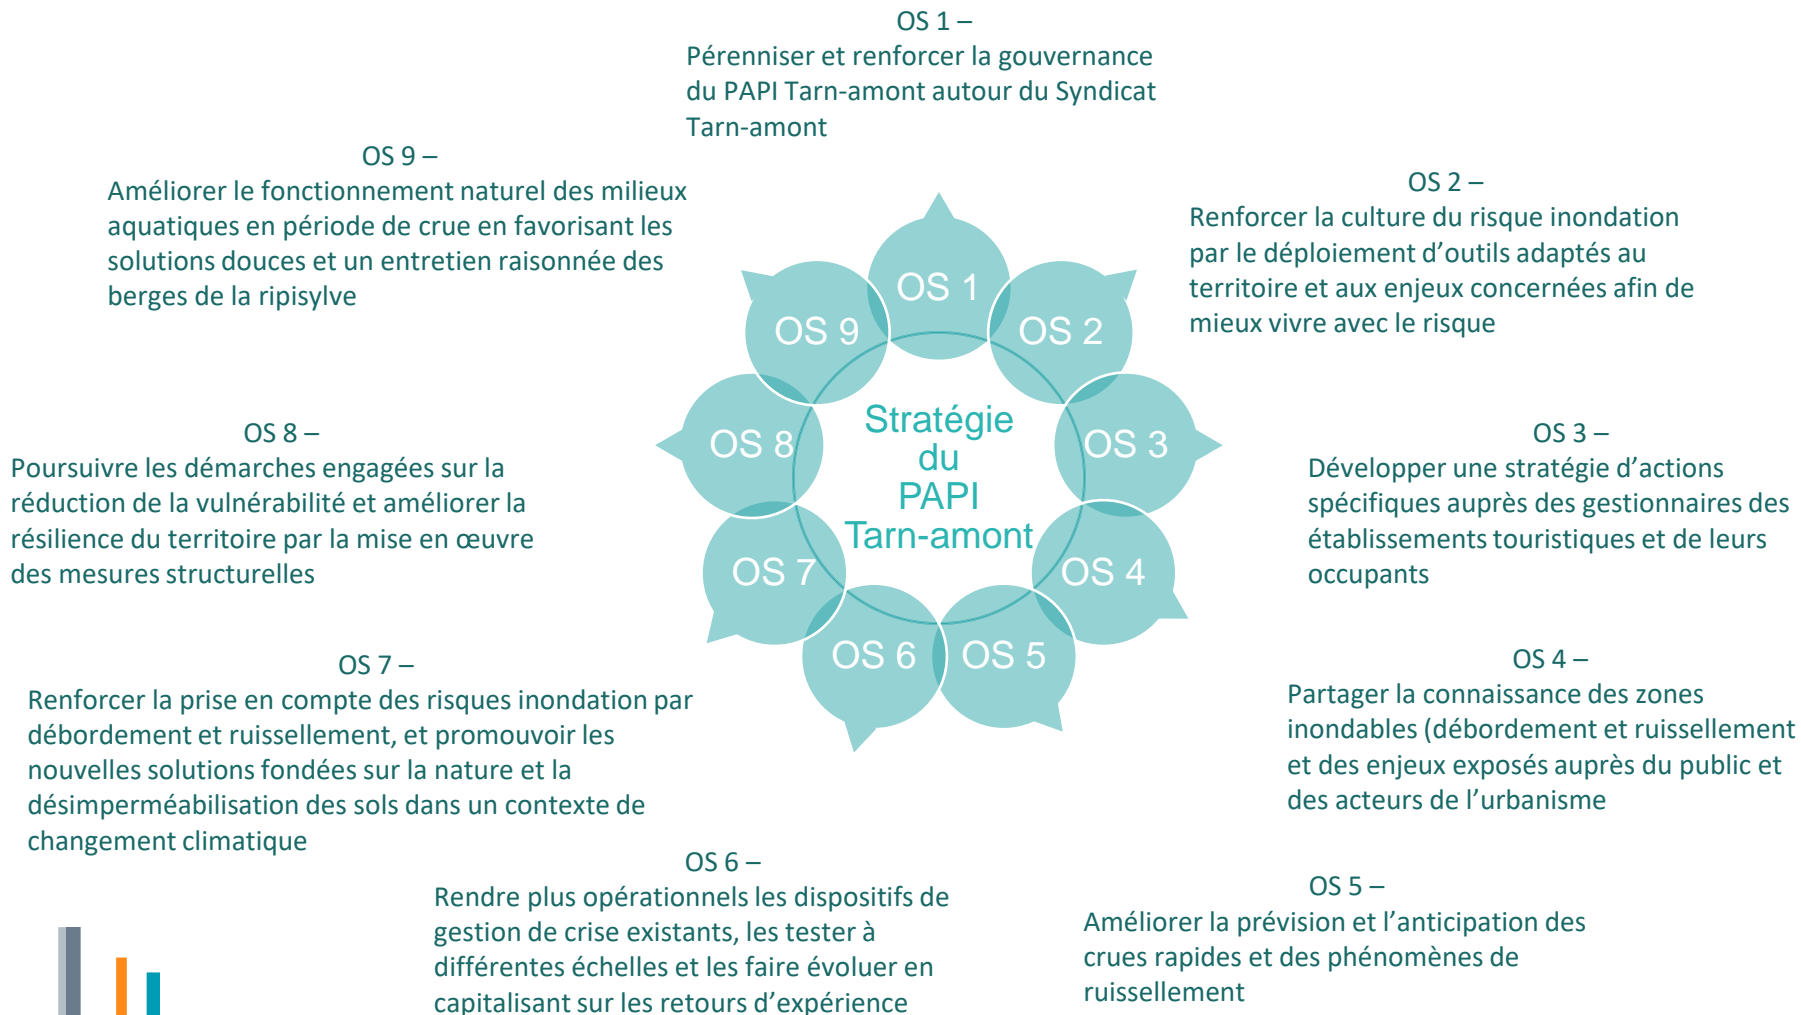 OS 1 –
Pérenniser et renforcer la gouvernance
du PAPI Tarn-amont autour du Syndicat
Tarn-amont
OS 2 –
Renforcer la culture du risque inondation
par le déploiement d’outils adaptés au
territoire et aux enjeux concernées afin de
mieux vivre avec le risque
OS 3 –
Développer une stratégie d’actions
spécifiques auprès des gestionnaires des
établissements touristiques et de leurs
occupants
OS 4 –
Partager la connaissance des zones
inondables (débordement et ruissellement
et des enjeux exposés auprès du public et
des acteurs de l’urbanisme
OS 5 –
Améliorer la prévision et l’anticipation des
crues rapides et des phénomènes de
ruissellement
OS 6 –
Rendre plus opérationnels les dispositifs de
gestion de crise existants, les tester à
différentes échelles et les faire évoluer en
capitalisant sur les retours d’expérience
OS 7 –
Renforcer la prise en compte des risques inondation par
débordement et ruissellement, et promouvoir les
nouvelles solutions fondées sur la nature et la
désimperméabilisation des sols dans un contexte de
changement climatique
OS 8 –
Poursuivre les démarches engagées sur la
réduction de la vulnérabilité et améliorer la
résilience du territoire par la mise en œuvre
des mesures structurelles
OS 9 –
Améliorer le fonctionnement naturel des milieux
aquatiques en période de crue en favorisant les
solutions douces et un entretien raisonnée des
berges de la ripisylve
Stratégie
du
PAPI
Tarn-amont
OS 1
OS 2
OS 3
OS 4
OS 5
OS 6
OS 7
OS 8
OS 9